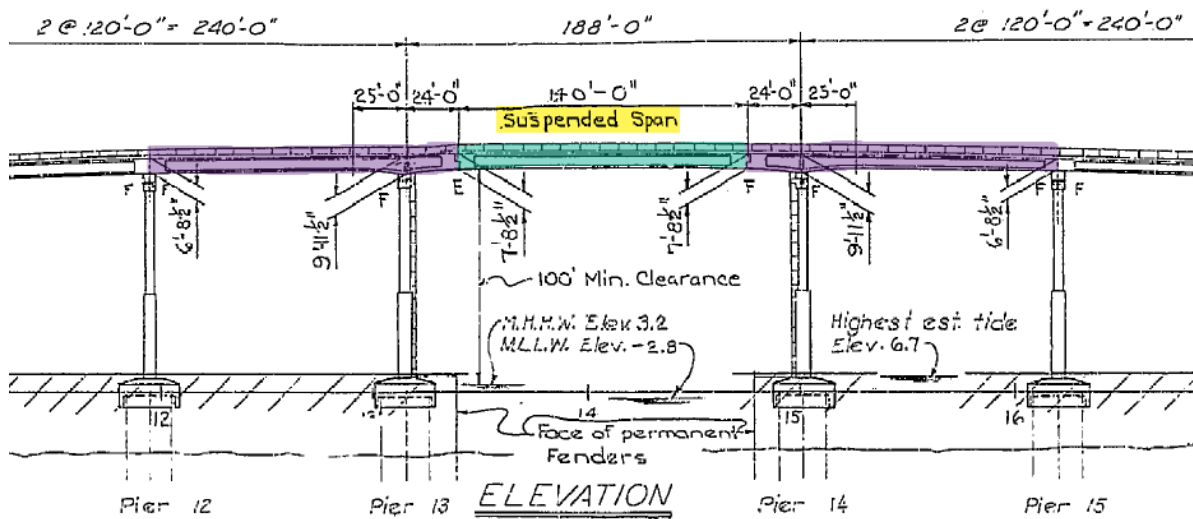 2 @ 120'-0" = 240'-0"
188'-0"
2 @ 120'-0" = 240'-0"
25'-0"
24'-0"
140'-0"
24'-0"
25'-0"
Suspended Span
F
F
F
E
F
F
F
F
6'-8½"
9'-11½"
7'-8½"
7'-8½"
9'-11½"
6'-8½"
100' Min. Clearance
M.H.H.W. Elev. 3.2
M.L.L.W. Elev. -2.8
Highest est. tide
Elev. 6.7
12
14
15
16
Face of permanent
Fenders
Pier 12
Pier 13
ELEVATION
Pier 14
Pier 15